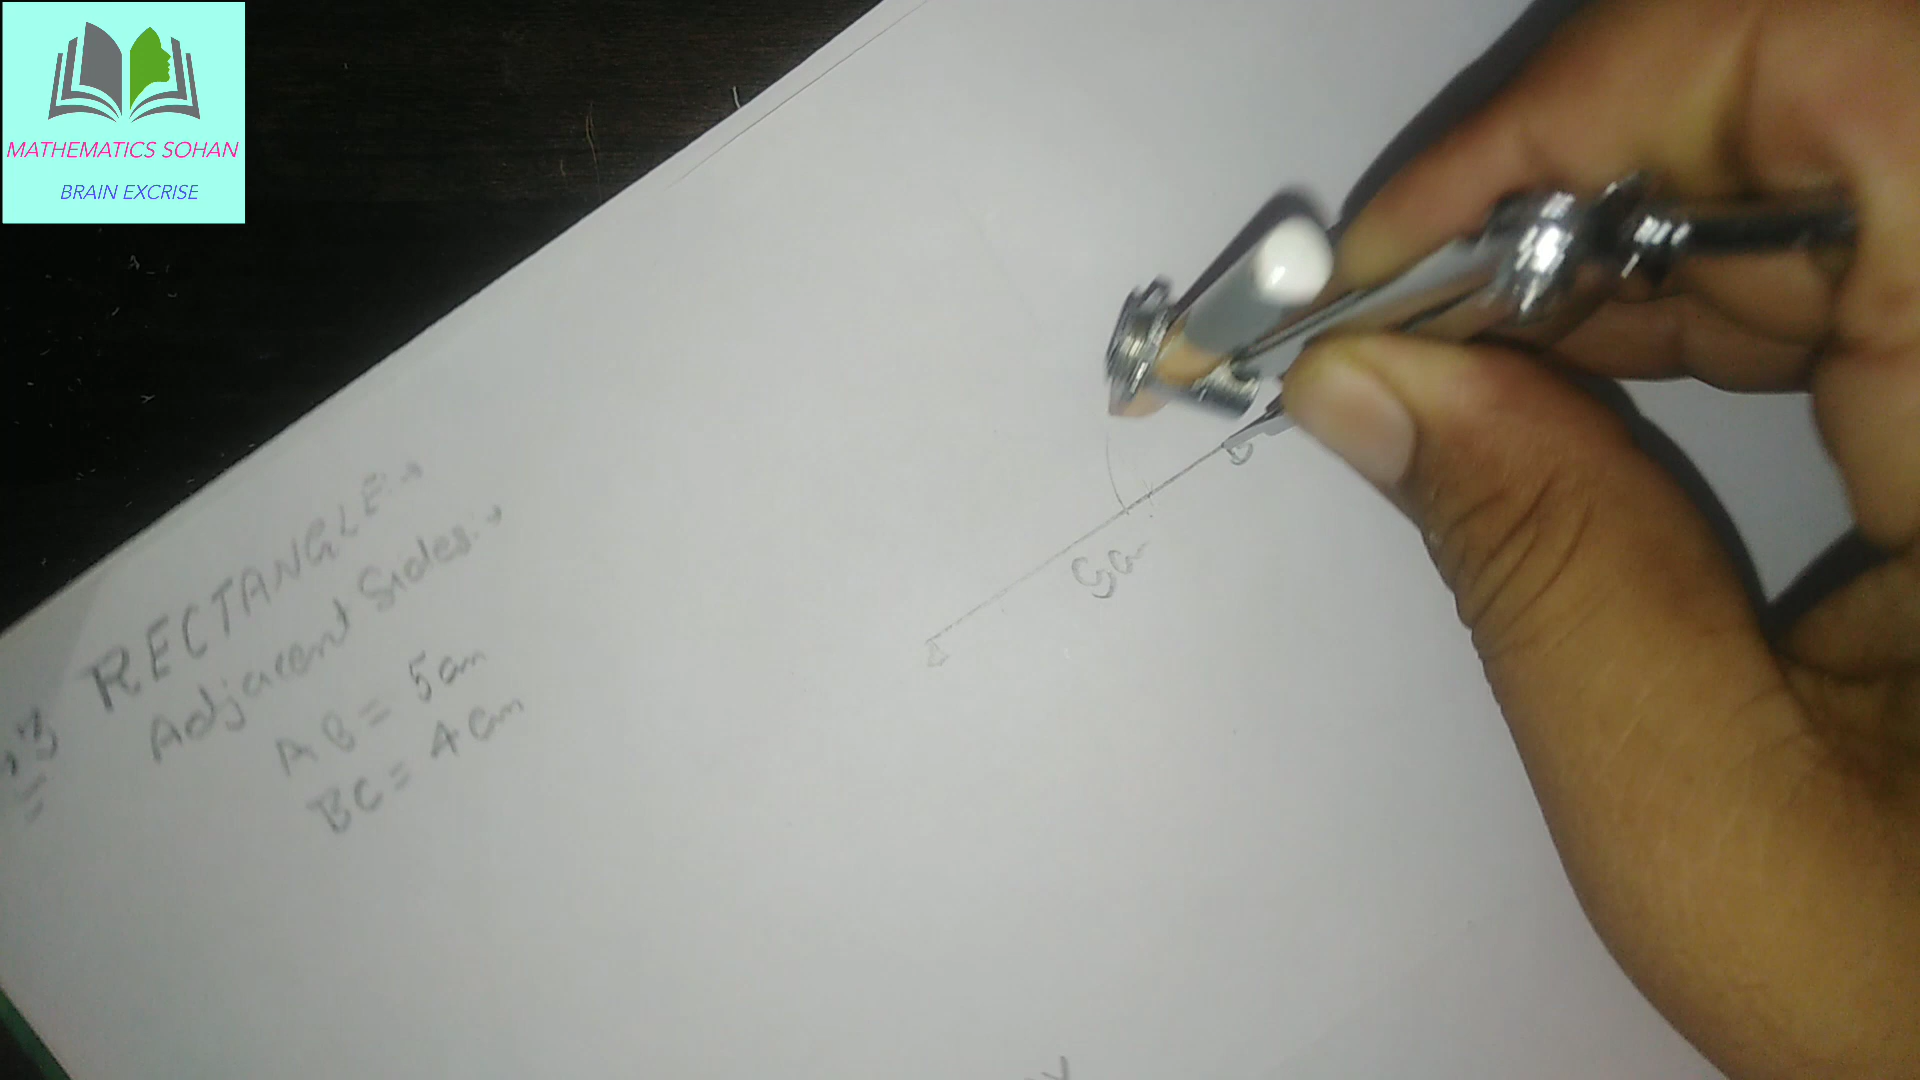 MATHEMATICS SOHAN
BRAIN EXCRISE
RECTANGLE:→
Adjacent Sides:→
AB = 5cm
BC = 4cm
A
5cm
B